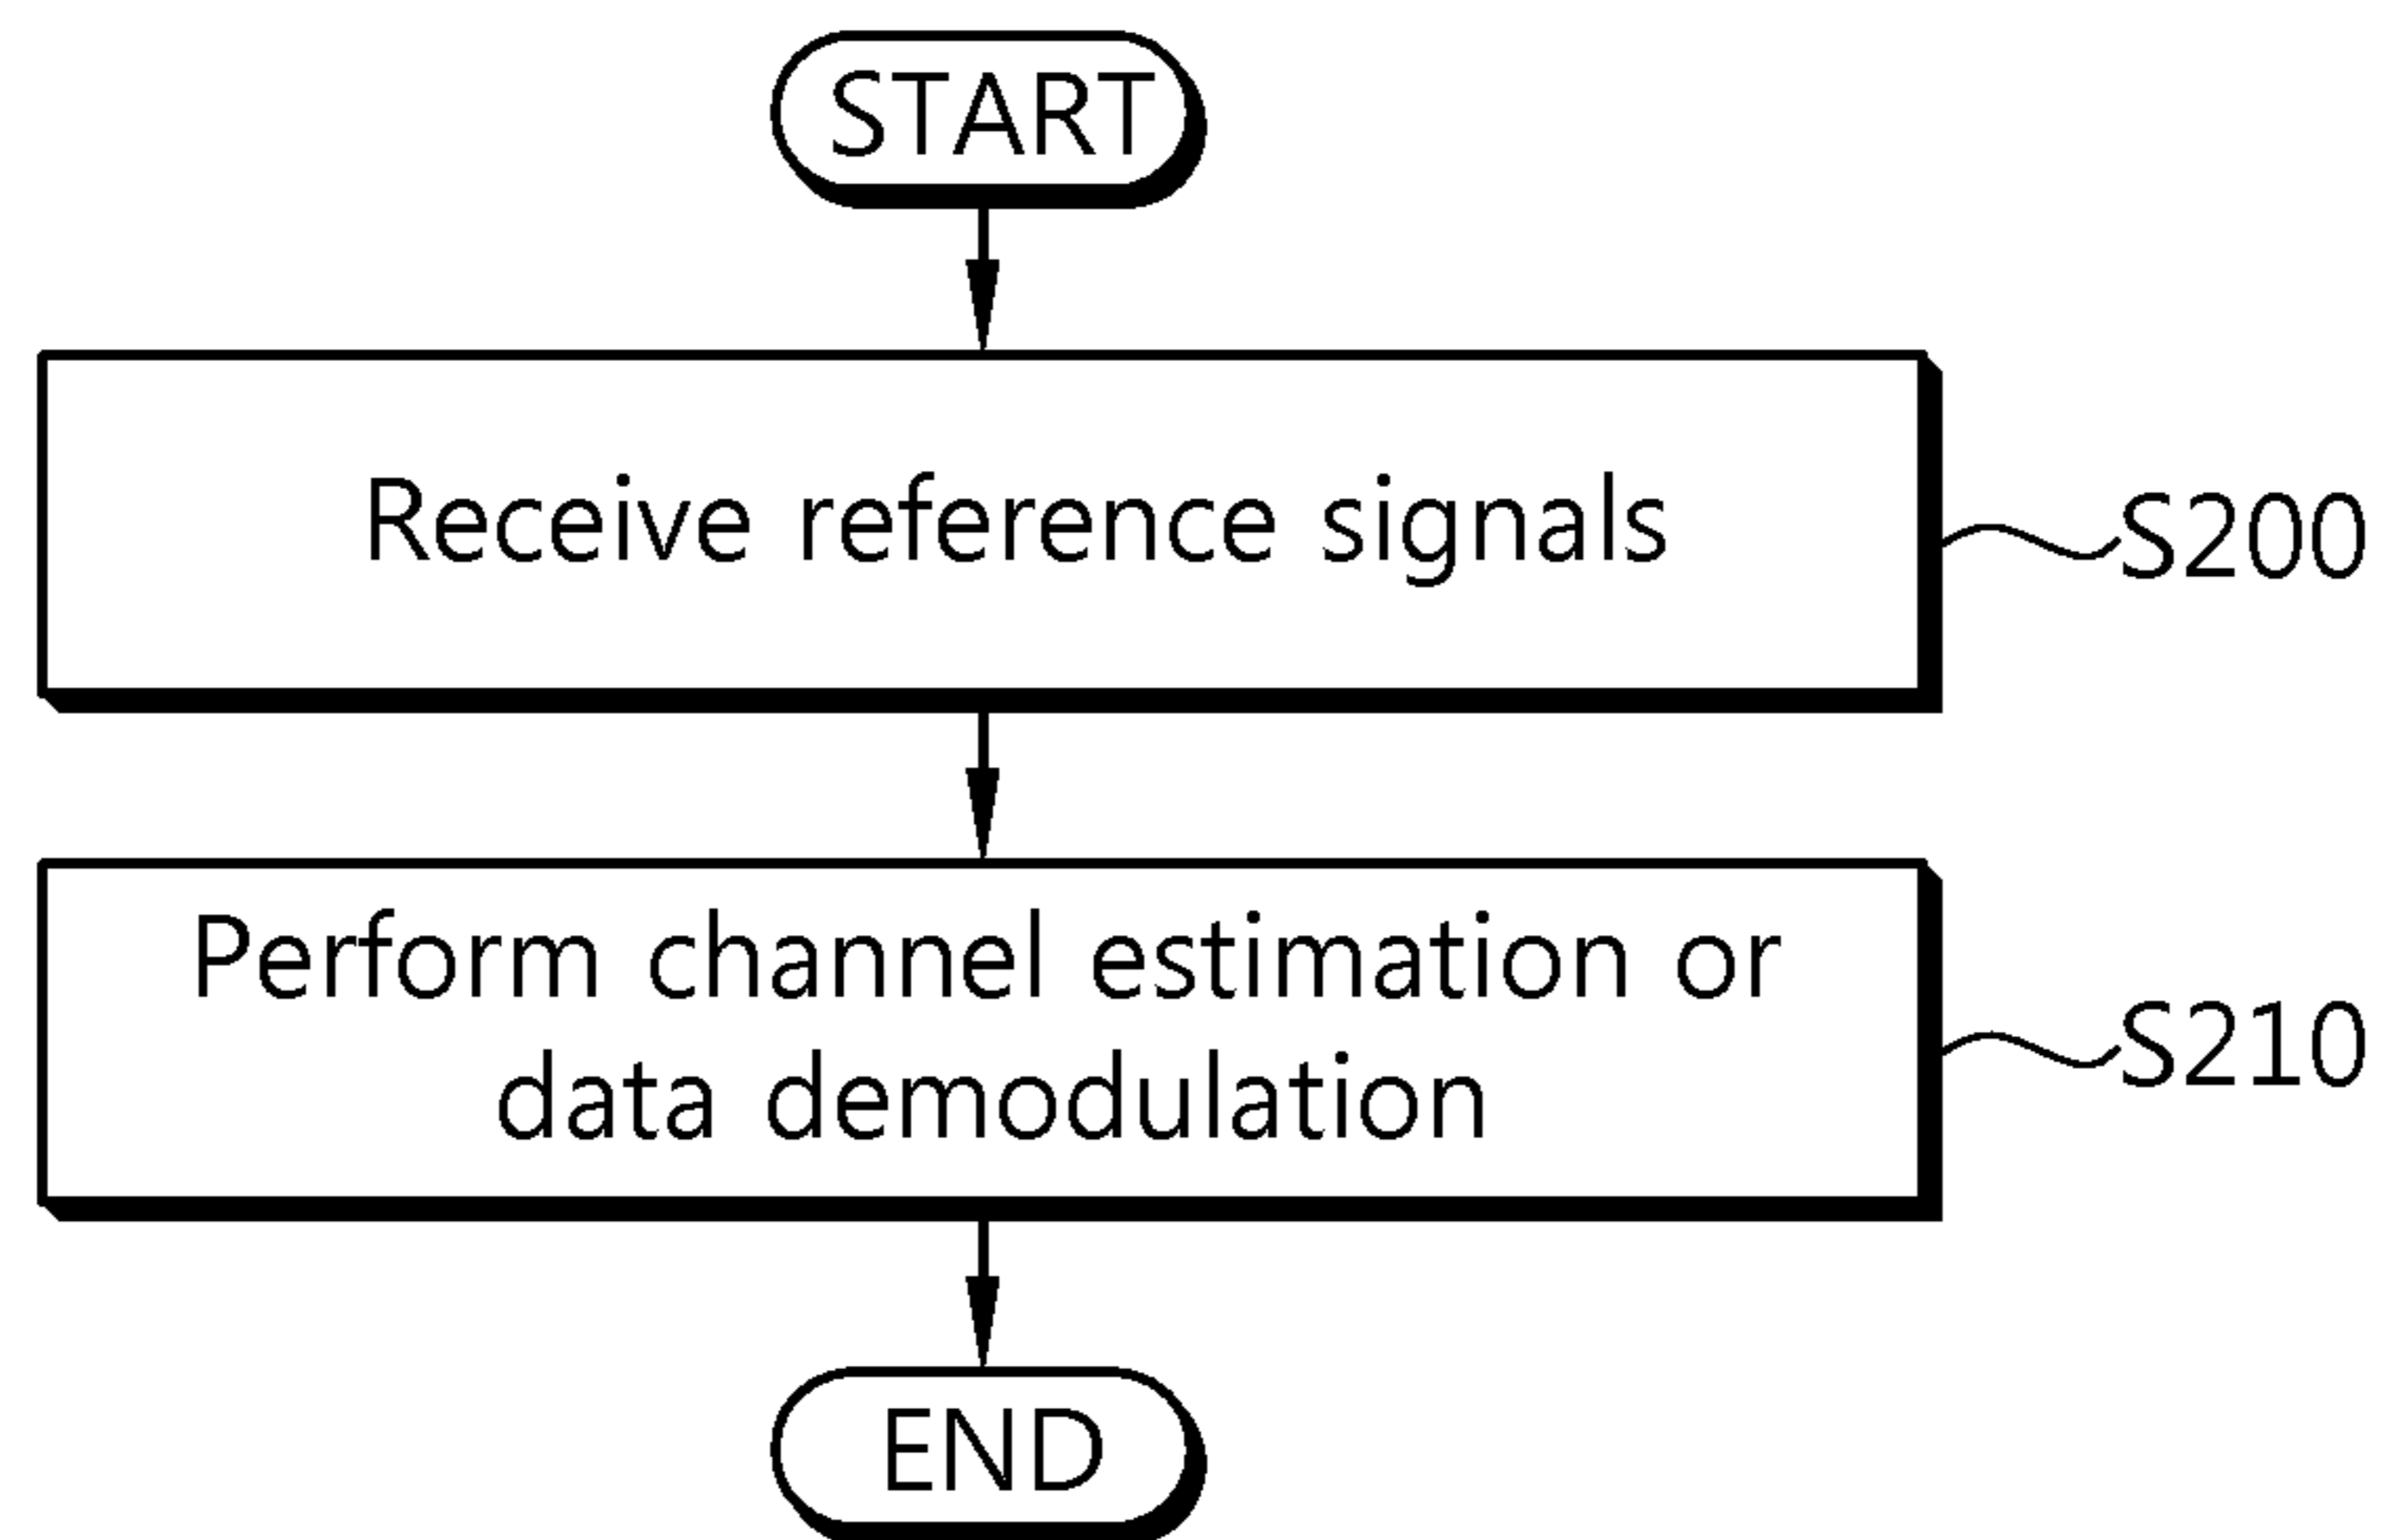 START
Receive reference signals
S200
Perform channel estimation or
data demodulation
S210
END